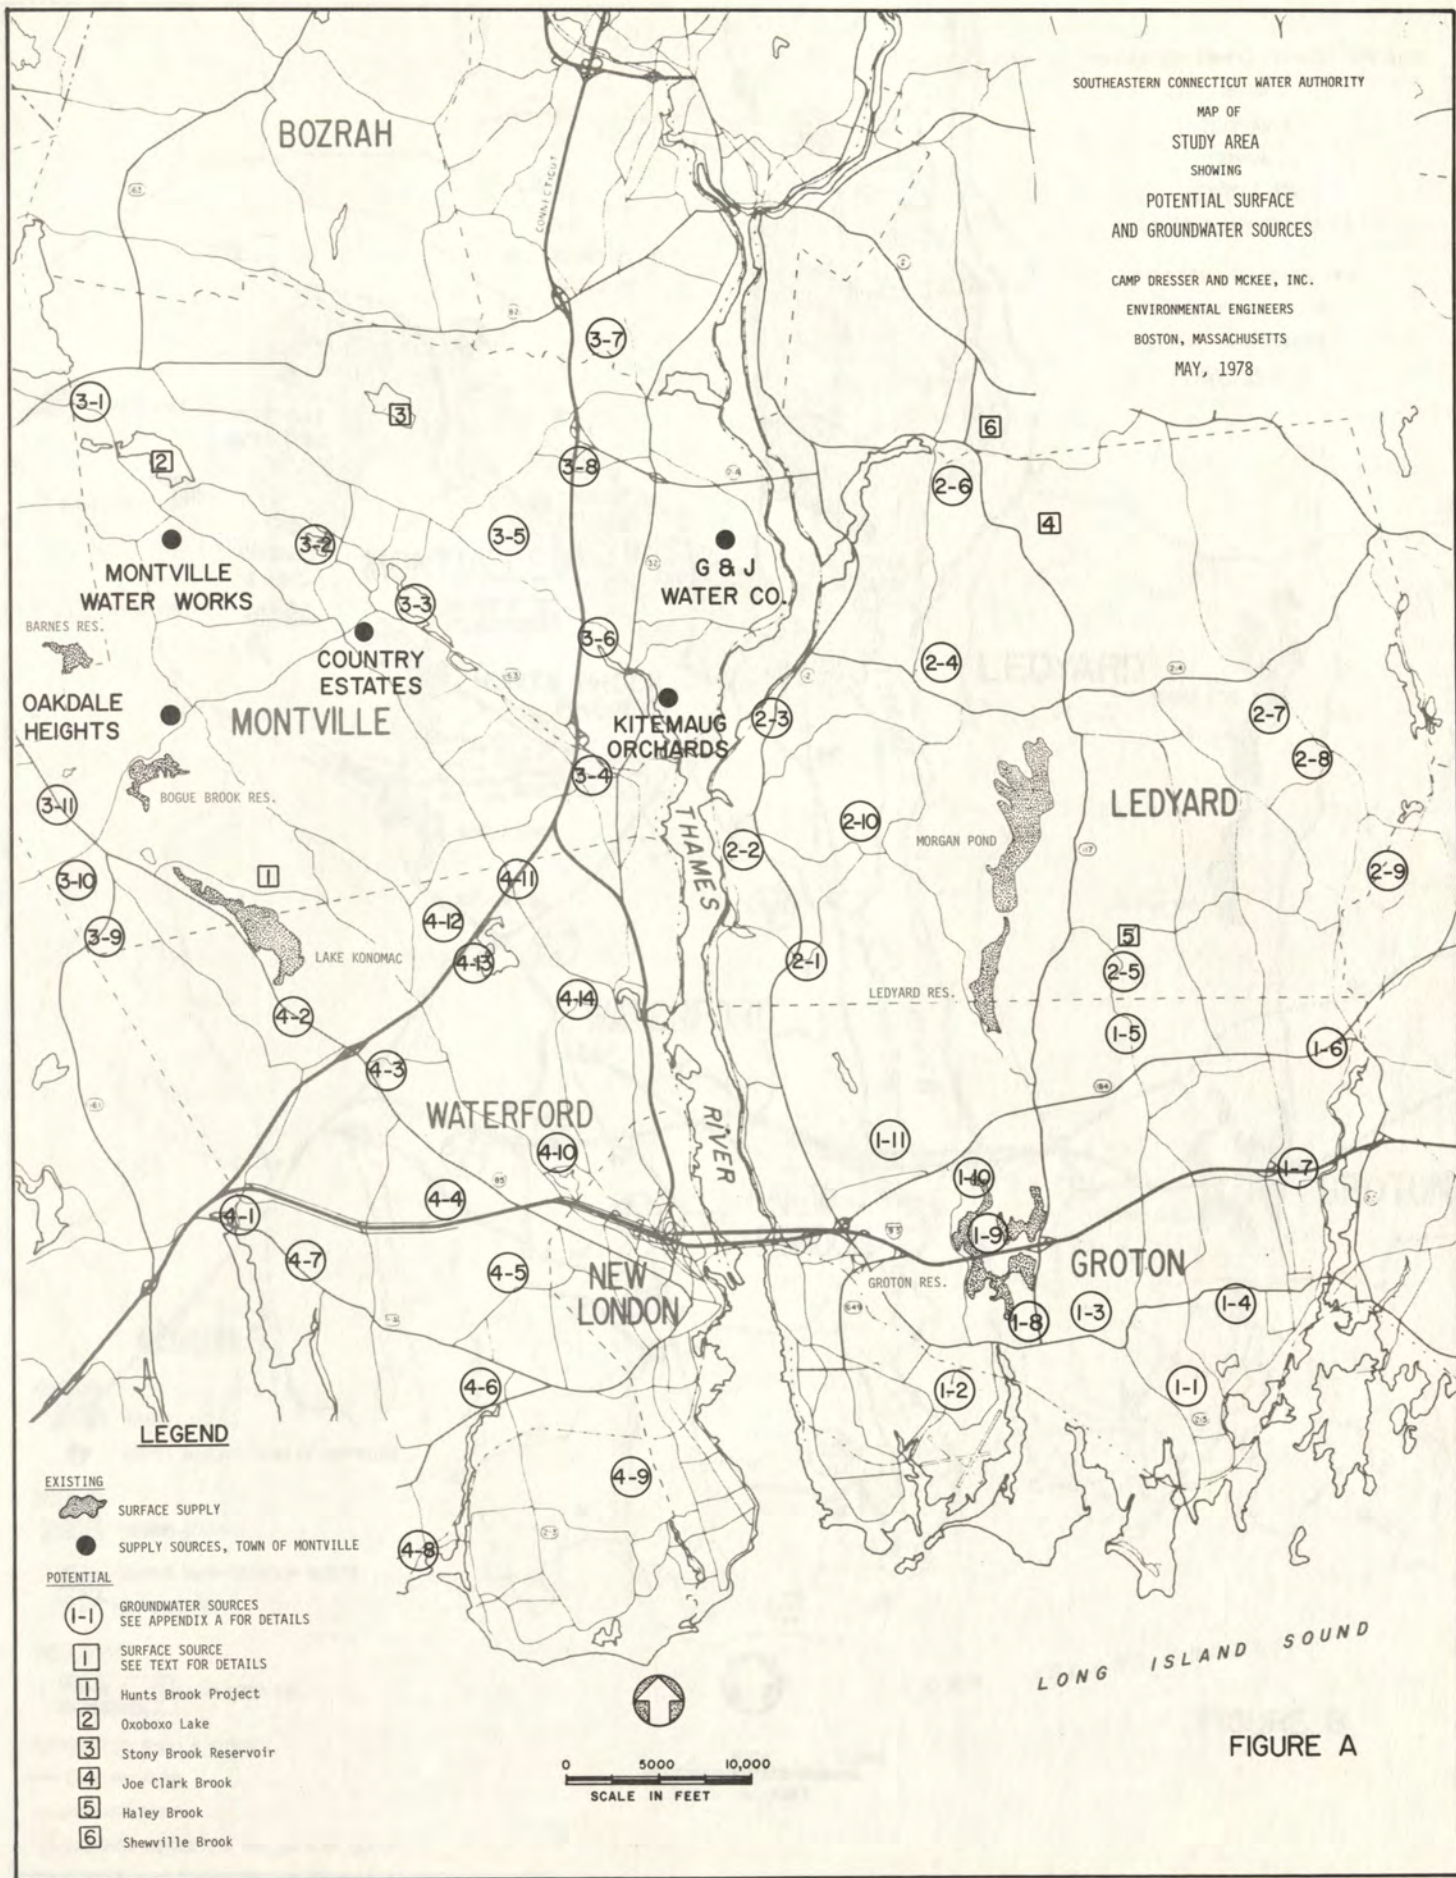 SOUTHEASTERN CONNECTICUT WATER AUTHORITY
MAP OF
STUDY AREA
SHOWING
POTENTIAL SURFACE
AND GROUNDWATER SOURCES
CAMP DRESSER AND MCKEE, INC.
ENVIRONMENTAL ENGINEERS
BOSTON, MASSACHUSETTS
MAY, 1978
BOZRAH
CONNECTICUT
82
3-7
3-1
3
6
2
3-8
2-6
4
3-2
3-5
MONTVILLE
WATER WORKS
G & J
WATER CO.
32
3-3
BARNES RES.
3-6
COUNTRY
ESTATES
2-4
LEDYARD
OAKDALE
HEIGHTS
MONTVILLE
KITEMAUG
ORCHARDS
2-3
2-7
2-8
3-4
BOGUE BROOK RES.
3-11
THAMES
RIVER
2-10
MORGAN POND
LEDYARD
2-2
117
2-9
3-10
1
4-11
4-12
3-9
LAKE KONOMAC
4-13
2-1
5
2-5
4-14
LEDYARD RES.
4-2
1-5
1-6
4-3
184
161
WATERFORD
1-11
4-10
1-10
1-7
4-4
85
4-1
1-9
4-7
4-5
NEW
LONDON
GROTON RES.
GROTON
1-8
1-3
1-4
4-6
1-2
1-1
4-9
4-8
LEGEND
EXISTING
SURFACE SUPPLY
SUPPLY SOURCES, TOWN OF MONTVILLE
POTENTIAL
1-1 GROUNDWATER SOURCES
SEE APPENDIX A FOR DETAILS
1 SURFACE SOURCE
SEE TEXT FOR DETAILS
1 Hunts Brook Project
2 Oxoboxo Lake
3 Stony Brook Reservoir
4 Joe Clark Brook
5 Haley Brook
6 Shewville Brook
0 5000 10,000
SCALE IN FEET
LONG ISLAND SOUND
FIGURE A